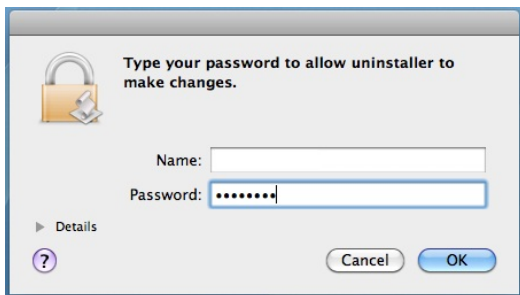 Type your password to allow uninstaller to
make changes.
Name:
Password: ••••••••
Details
?
Cancel OK